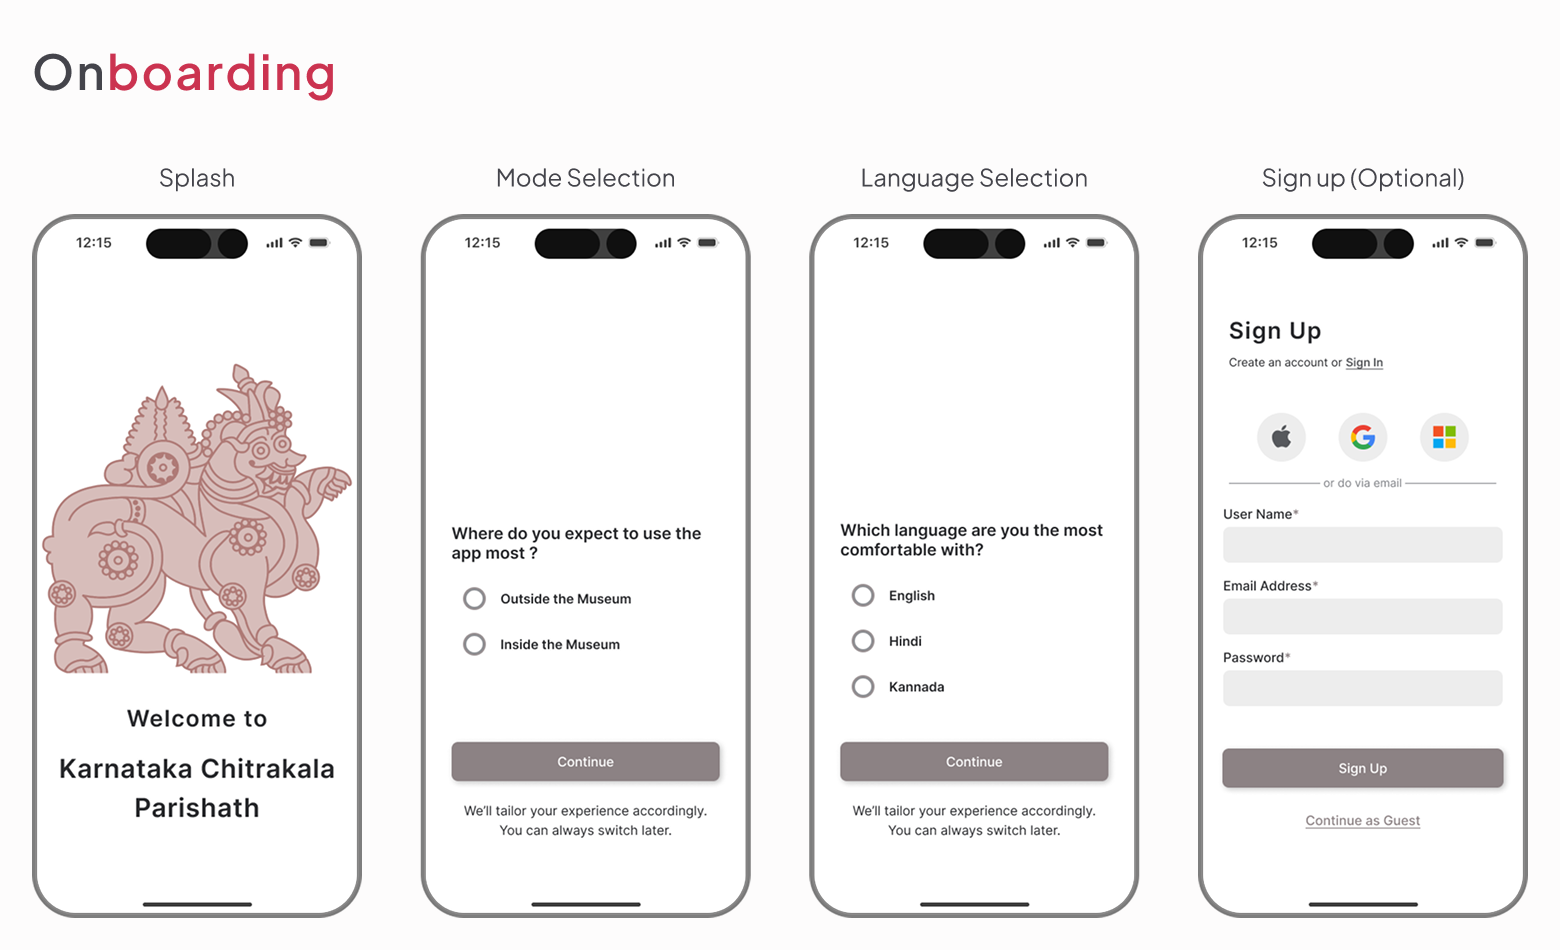 Onboarding
Splash
12:15
Welcome to
Karnataka Chitrakala
Parishath
Mode Selection
12:15
Where do you expect to use the
app most ?
Outside the Museum
Inside the Museum
Continue
We'll tailor your experience accordingly.
You can always switch later.
Language Selection
12:15
Which language are you the most
comfortable with?
English
Hindi
Kannada
Continue
We'll tailor your experience accordingly.
You can always switch later.
Sign up (Optional)
12:15
Sign Up
Create an account or Sign In
or do via email
User Name*
Email Address*
Password*
Sign Up
Continue as Guest